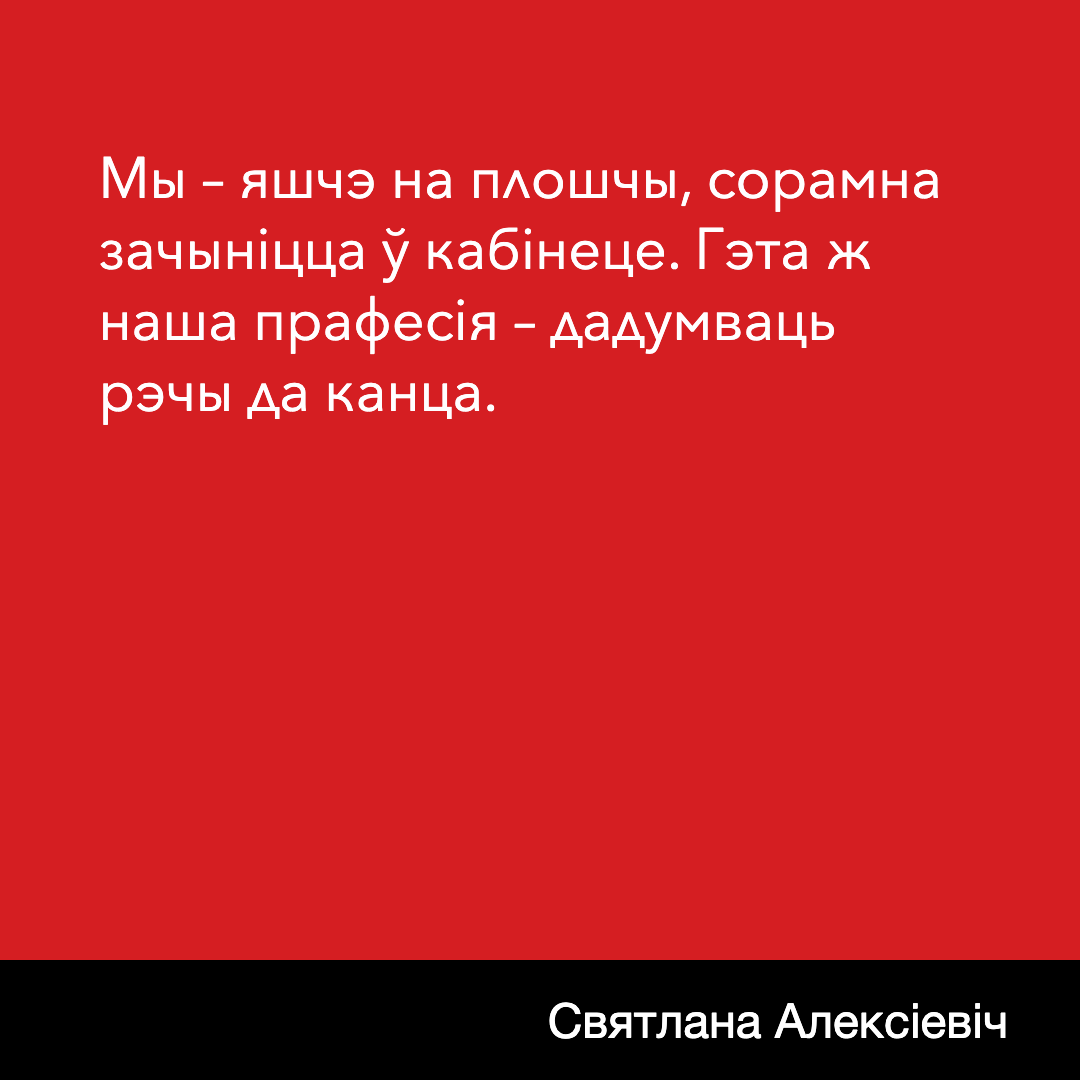 Мы – яшчэ на плошчы, сорамна
зачыніцца ў кабінеце. Гэта ж
наша прафесія – дадумваць
рэчы да канца.
Святлана Алексіевіч